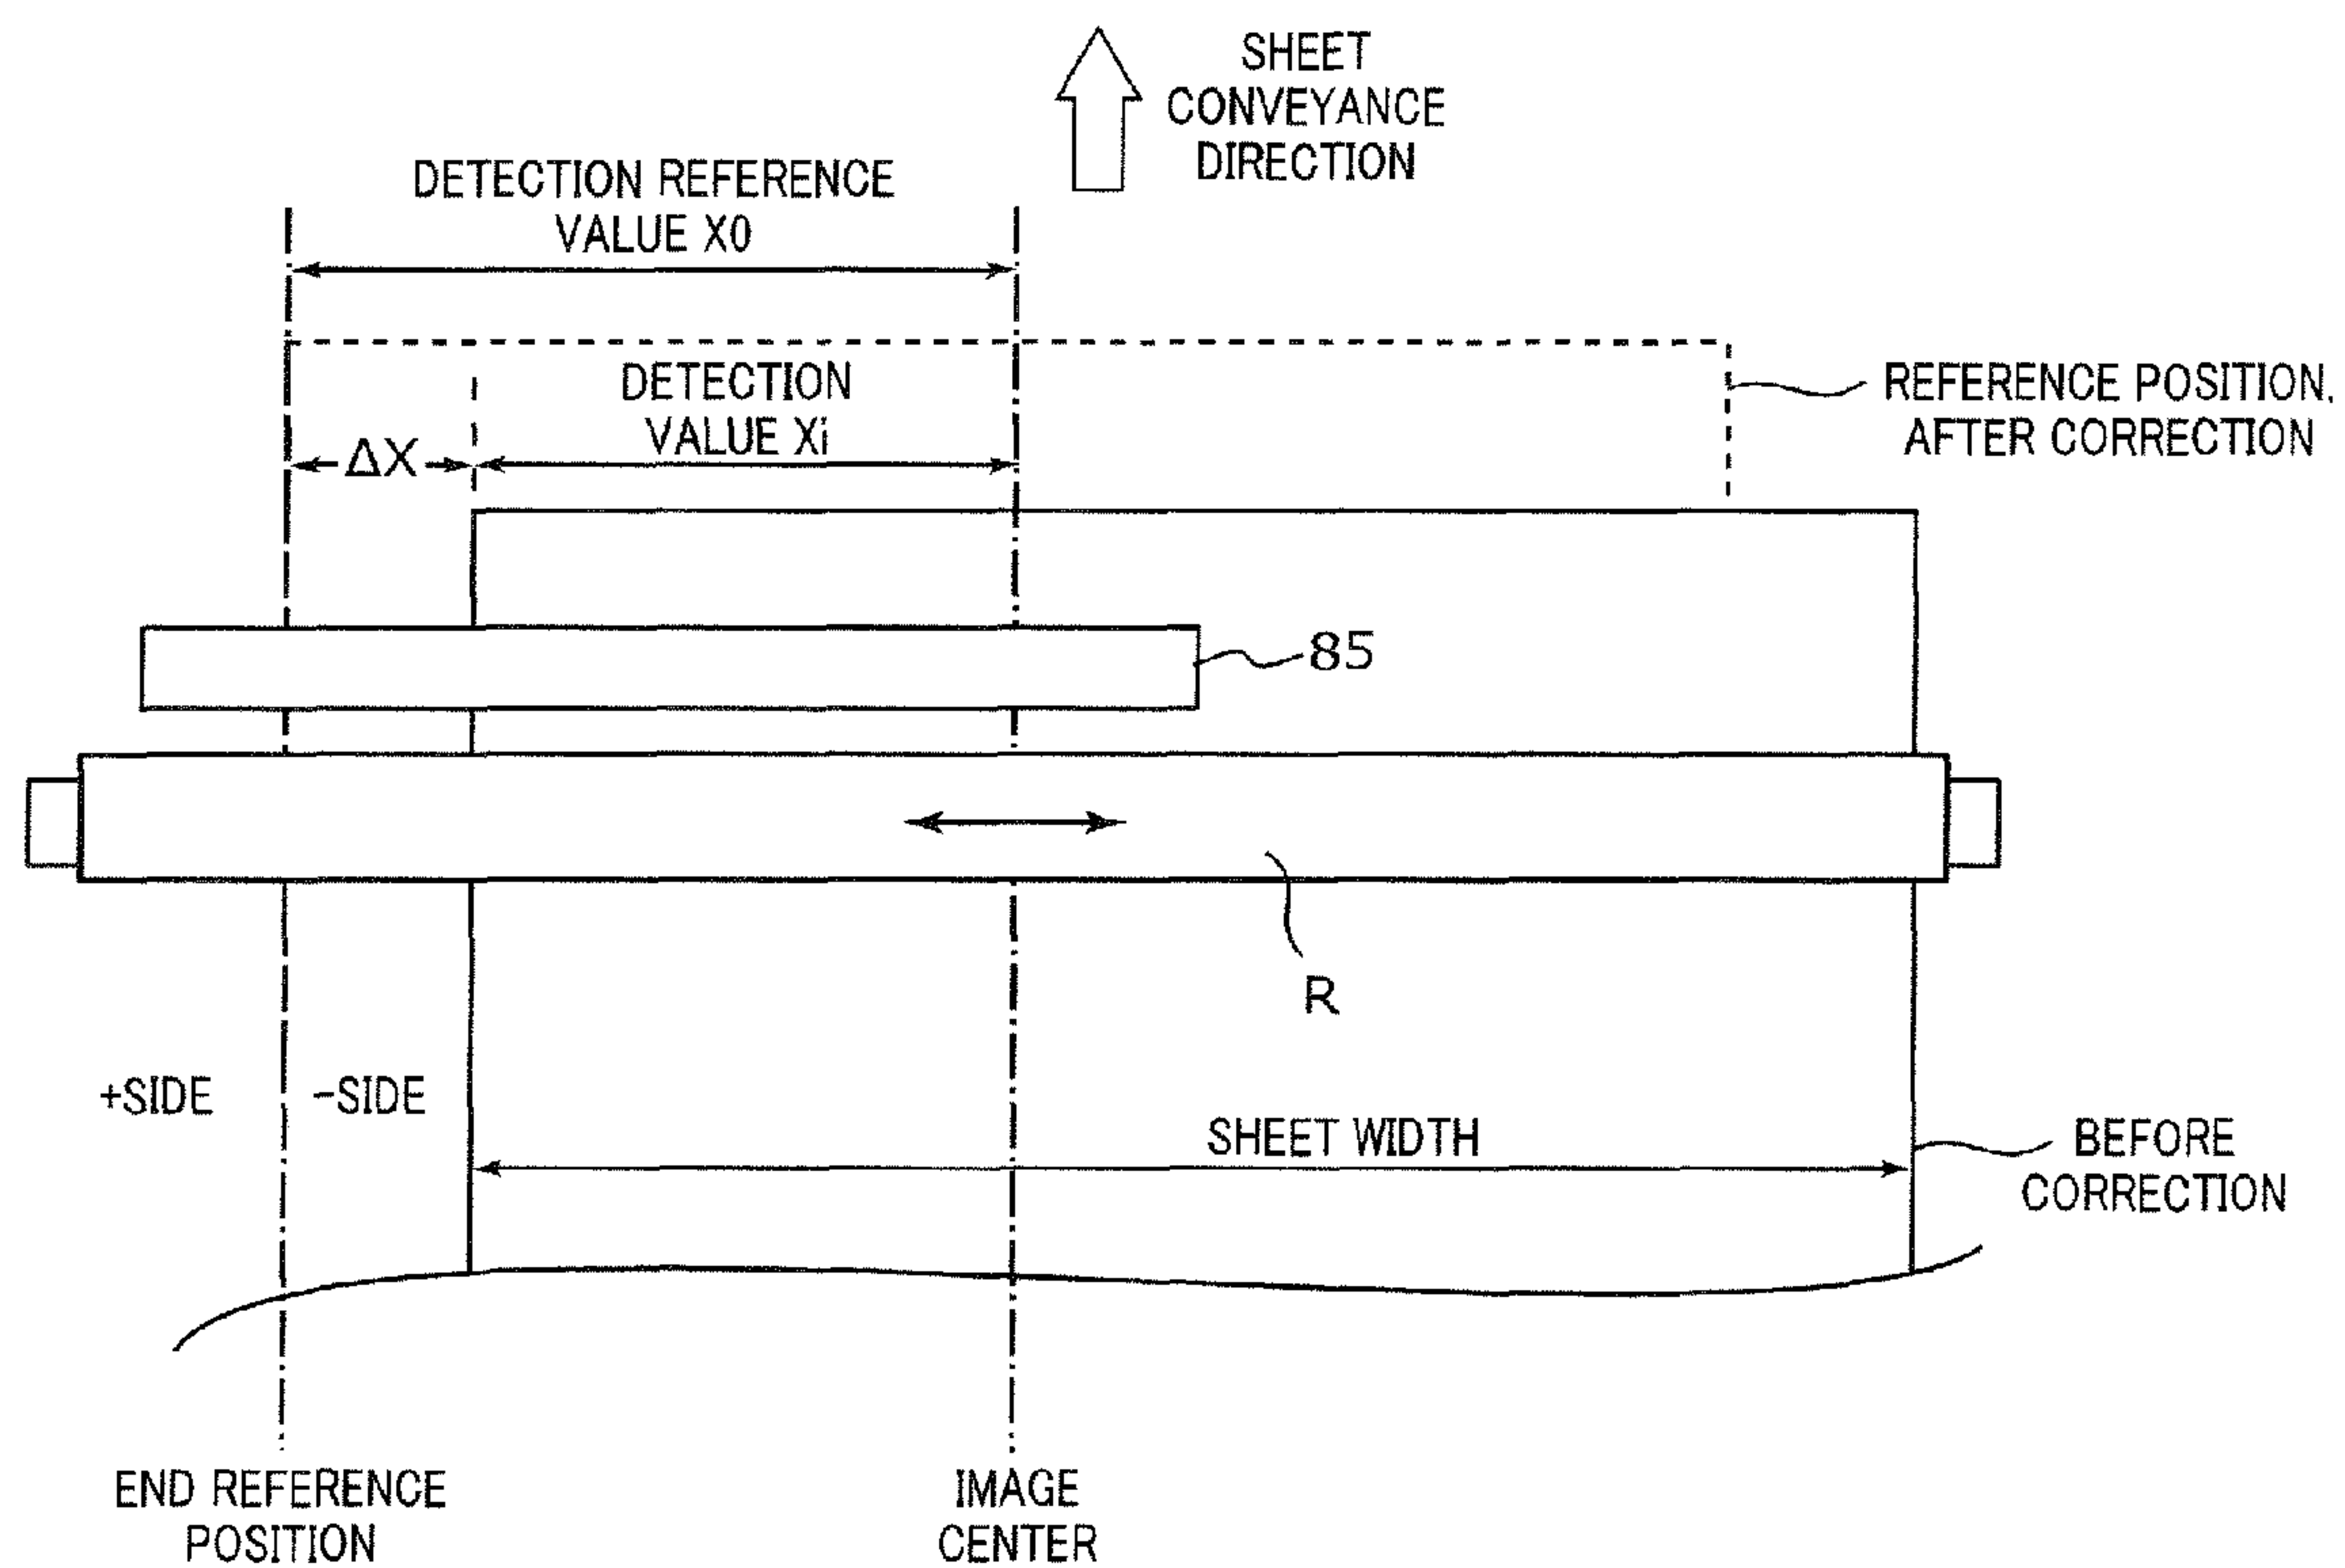 SHEET
CONVEYANCE
DIRECTION
DETECTION REFERENCE
VALUE X0
DETECTION
VALUE Xi
ΔX
REFERENCE POSITION,
AFTER CORRECTION
85
R
+SIDE
−SIDE
SHEET WIDTH
BEFORE
CORRECTION
END REFERENCE
POSITION
IMAGE
CENTER